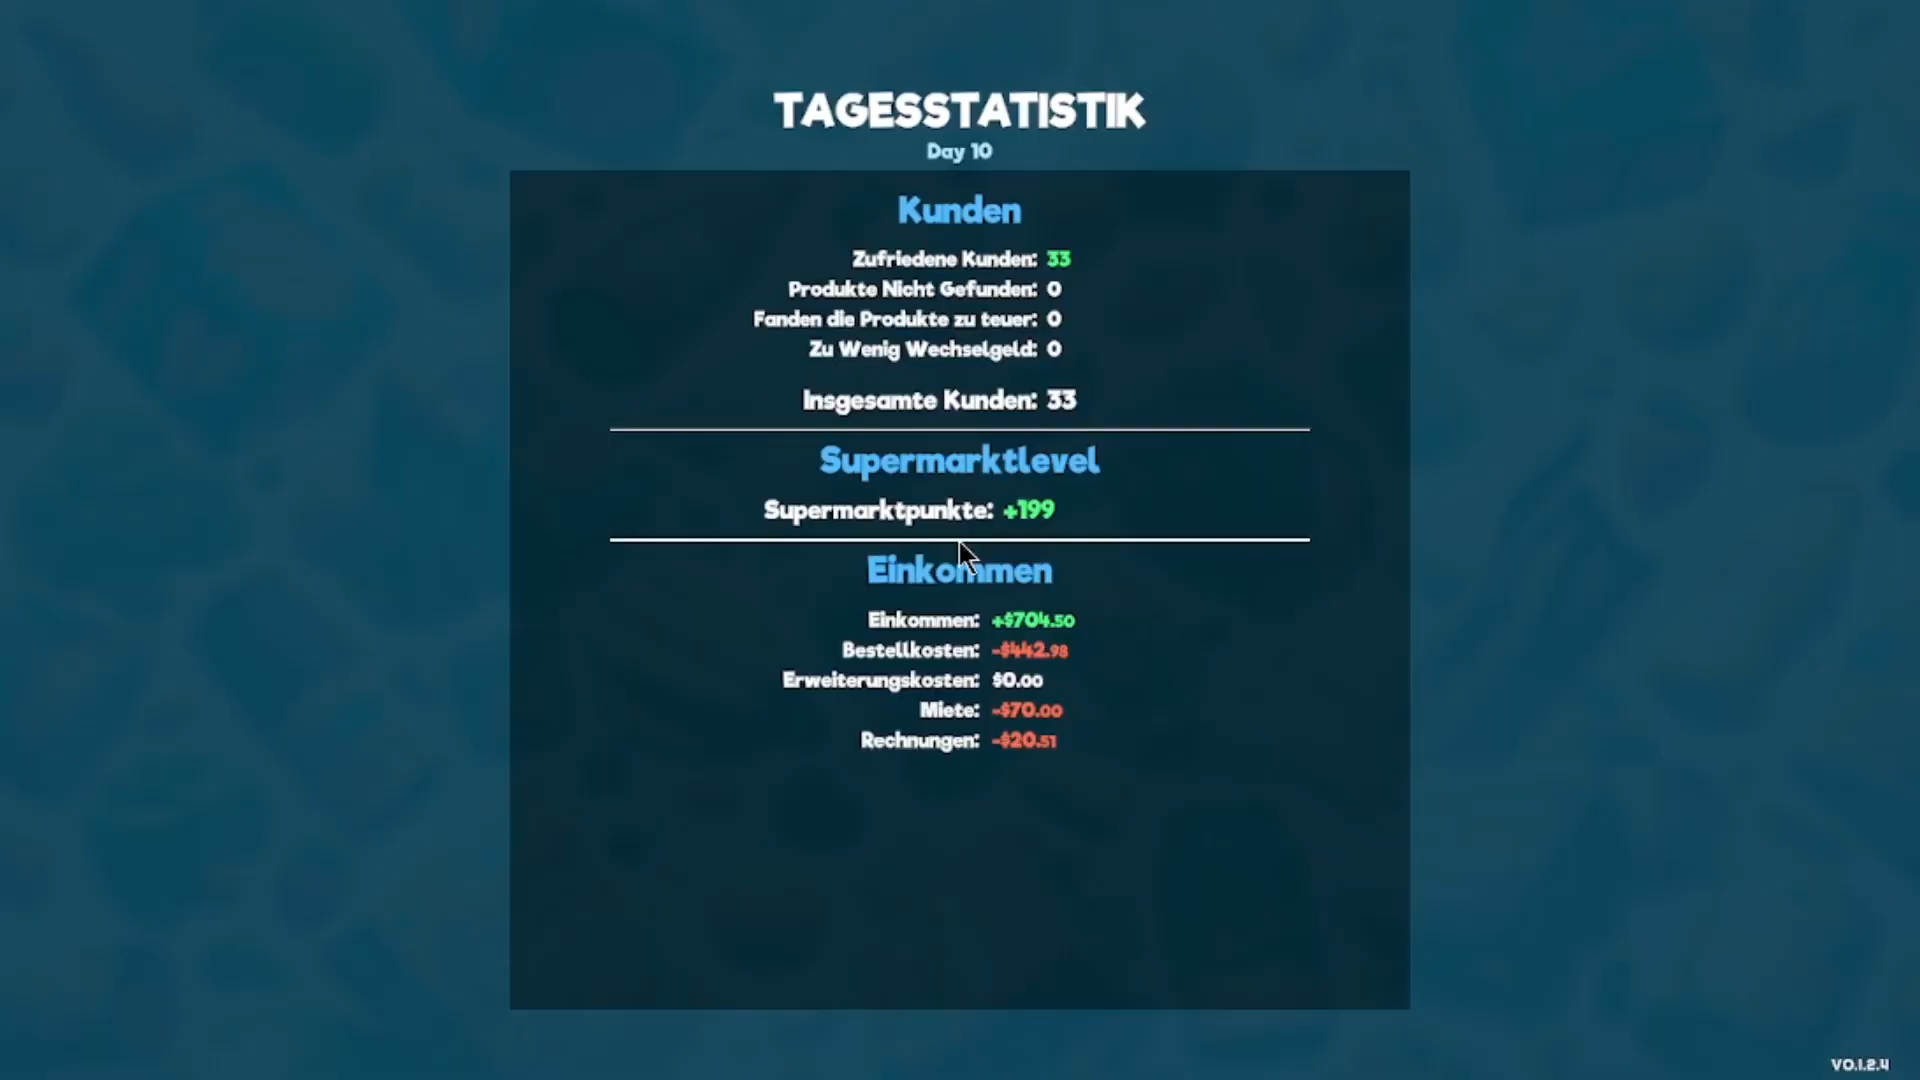 TAGESSTATISTIK
Day 10
Kunden
Zufriedene Kunden: 33
Produkte Nicht Gefunden: 0
Fanden die Produkte zu teuer: 0
Zu Wenig Wechselgeld: 0
Insgesamte Kunden: 33
Supermarktlevel
Supermarktpunkte: +199
Einkommen
Einkommen: +$704.50
Bestellkosten: -$442.98
Erweiterungskosten: $0.00
Miete: -$70.00
Rechnungen: -$20.51
V0.1.2.4